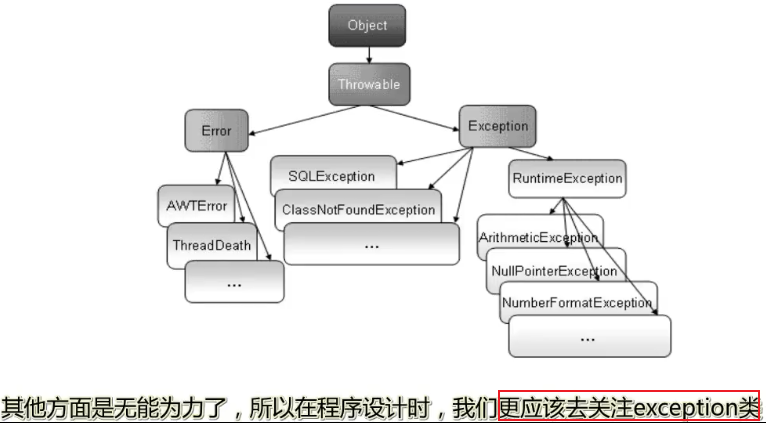 Object
Throwable
Error
Exception
SQLException
RuntimeException
AWTError
ClassNotFoundException
ThreadDeath
...
ArithmeticException
...
NullPointerException
NumberFormatException
...
其他方面是无能为力了，所以在程序设计时，我们更应该去关注exception类